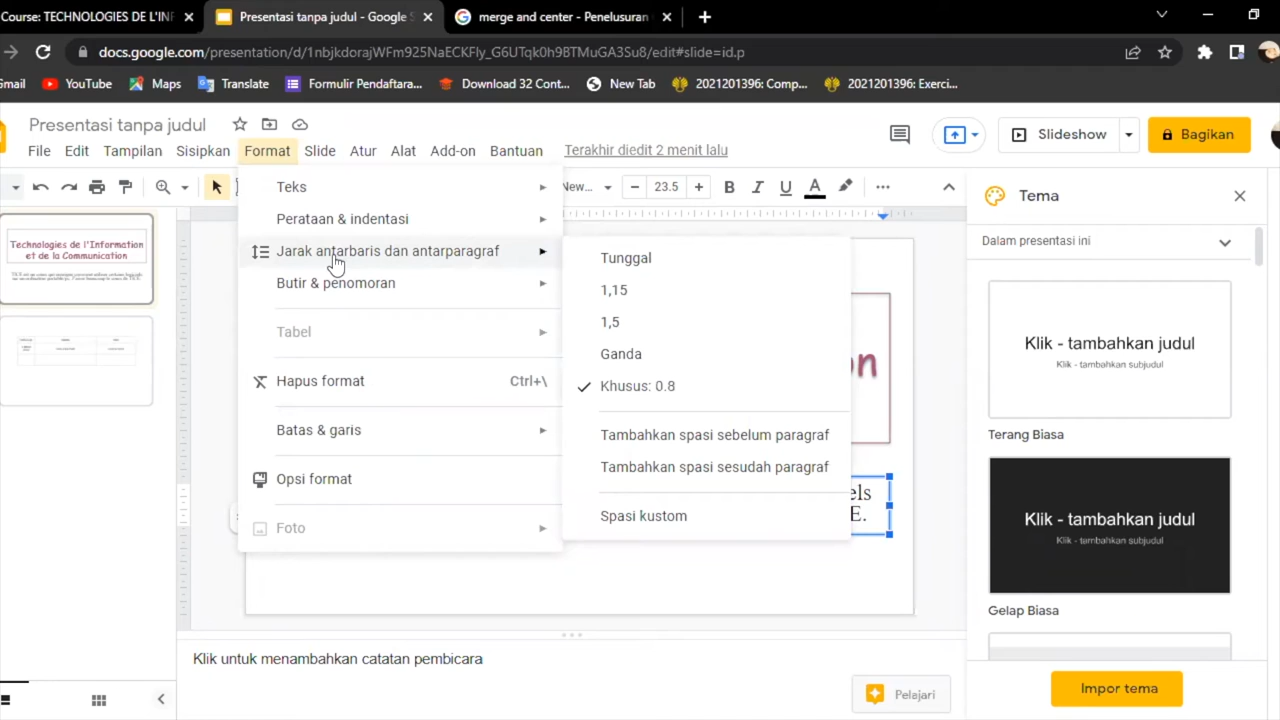 Course: TECHNOLOGIES DE L'INF
Presentasi tanpa judul - Google S
merge and center - Penelusuran
docs.google.com/presentation/d/1nbjkdorajWFm925NaECKFly_G6UTqk0h9BTMuGA3Su8/edit#slide=id.p
Gmail
YouTube
Maps
Translate
Formulir Pendaftara...
Download 32 Cont...
New Tab
2021201396: Comp...
2021201396: Exerci...
Presentasi tanpa judul
Slideshow
Bagikan
File Edit Tampilan Sisipkan Format Slide Atur Alat Add-on Bantuan
Terakhir diedit 2 menit lalu
New...
23.5
B I U A
Tema
Dalam presentasi ini
Technologies de l'Information
et de la Communication
Teks
Perataan & indentasi
Jarak antarbaris dan antarparagraf
Butir & penomoran
Tabel
Hapus format Ctrl+\
Batas & garis
Opsi format
Foto
Tunggal
1,15
1,5
Ganda
Khusus: 0.8
Tambahkan spasi sebelum paragraf
Tambahkan spasi sesudah paragraf
Spasi kustom
on
els
E.
Klik - tambahkan judul
Klik - tambahkan subjudul
Terang Biasa
Klik - tambahkan judul
Klik - tambahkan subjudul
Gelap Biasa
Klik untuk menambahkan catatan pembicara
Pelajari
Impor tema